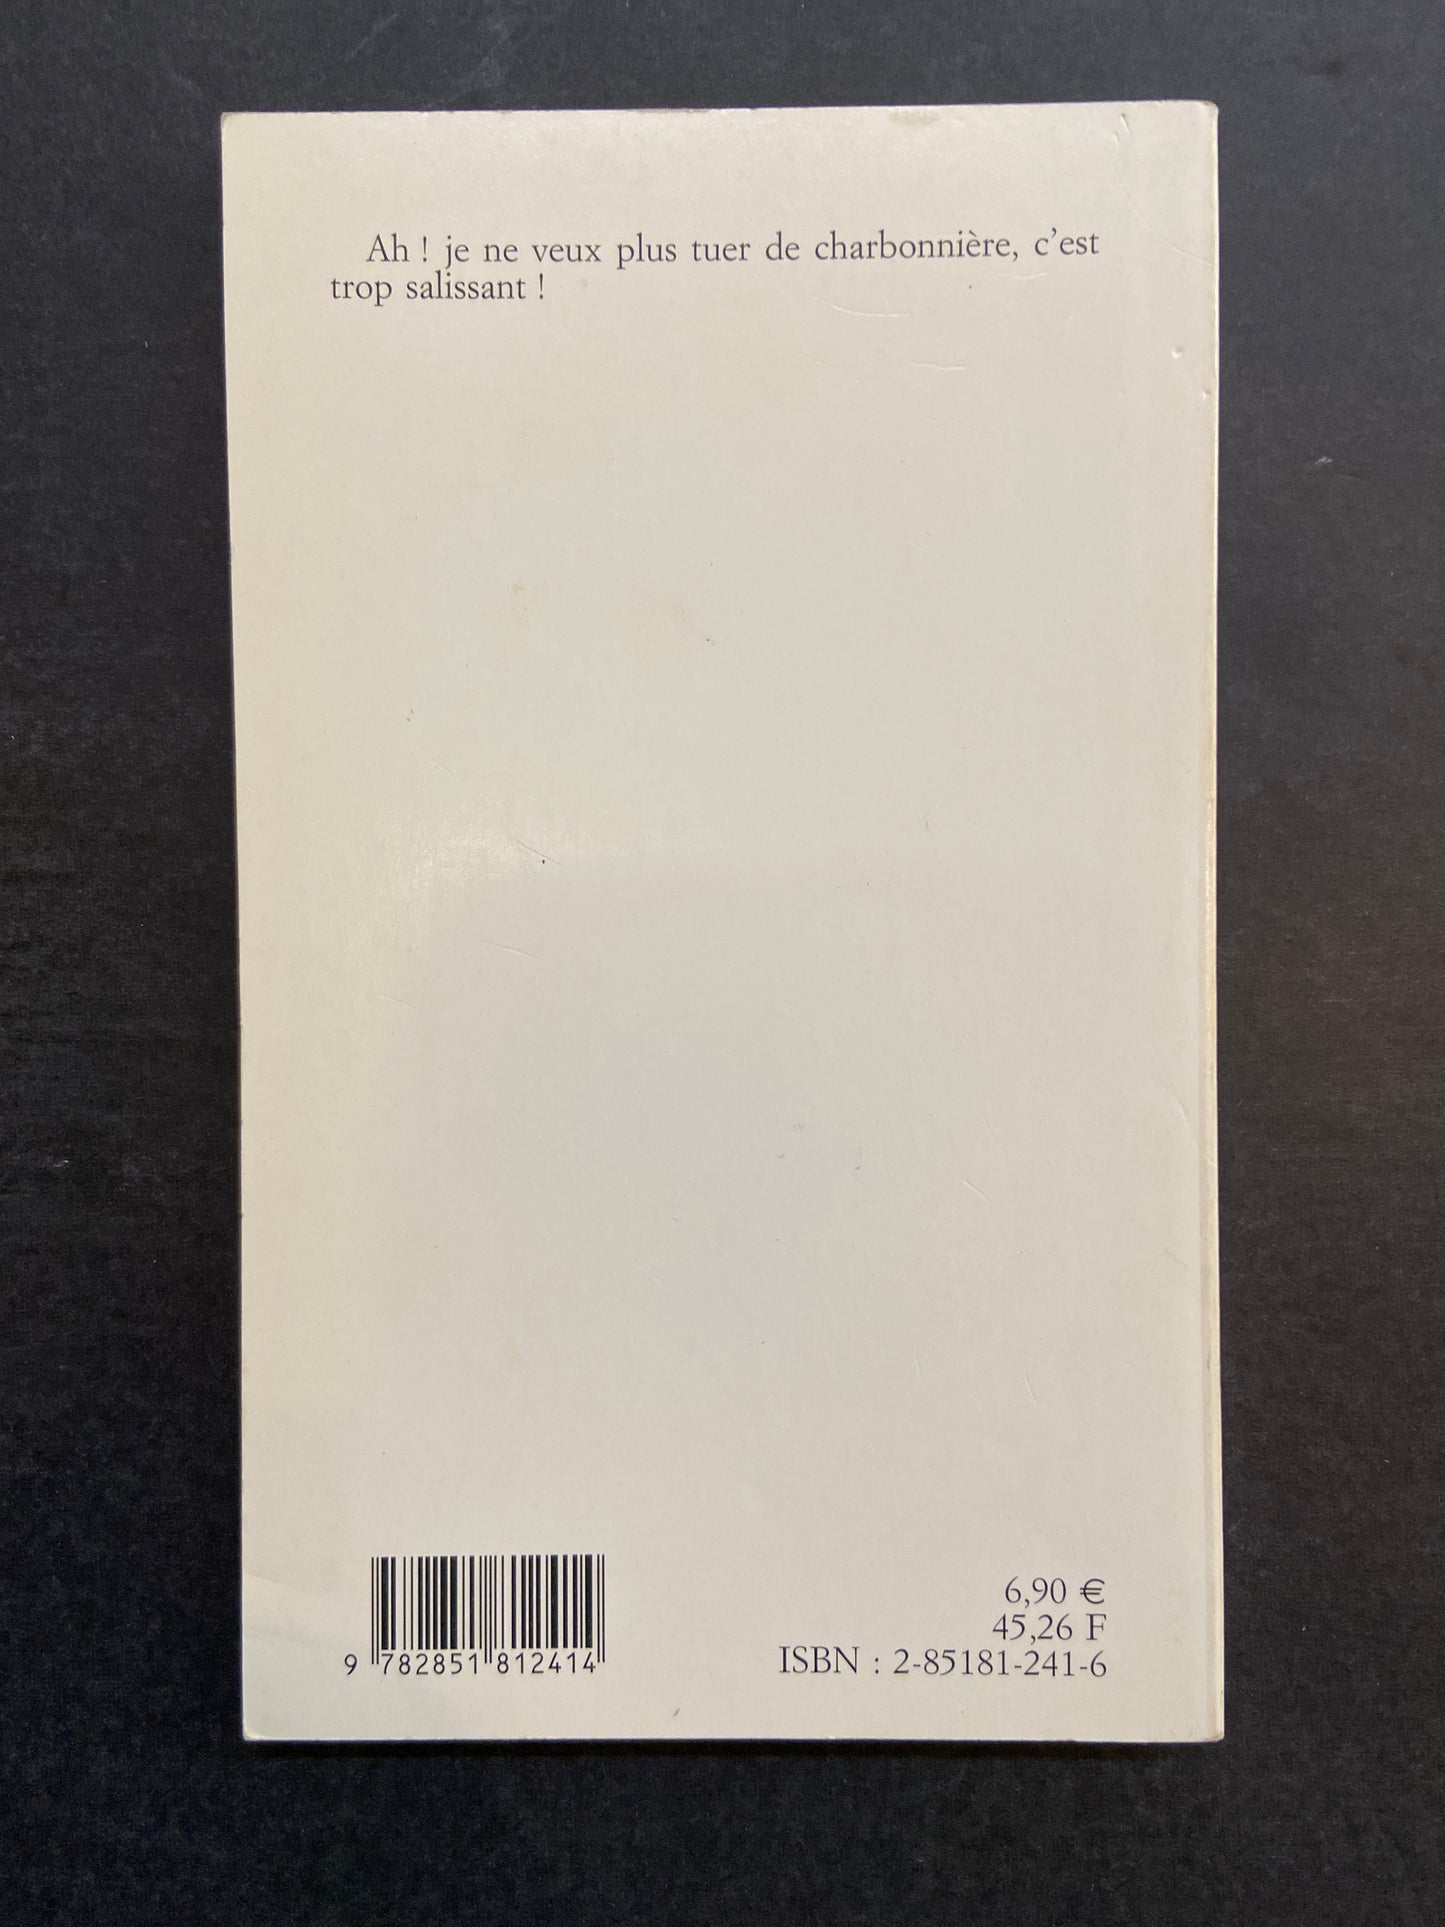 Ah ! je ne veux plus tuer de charbonnière, c'est
trop salissant !
6,90 €
45,26 F
9 782851 812414
ISBN : 2-85181-241-6